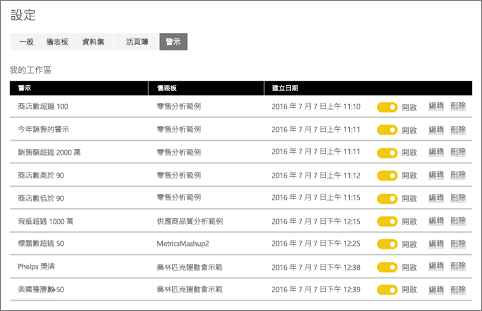 設定
一般 儀表板 資料集 活頁簿 警示
我的工作區
警示 儀表板 建立日期
商店數超過 100 零售分析範例 2016 年 7 月 7 日上午 11:10 開啟 編輯 刪除
今年銷售的警示 零售分析範例 2016 年 7 月 7 日上午 11:11 開啟 編輯 刪除
銷售額超過 2000 萬 零售分析範例 2016 年 7 月 7 日上午 11:11 開啟 編輯 刪除
商店數高於 90 零售分析範例 2016 年 7 月 7 日上午 11:12 開啟 編輯 刪除
商店數低於 90 零售分析範例 2016 年 7 月 7 日上午 11:15 開啟 編輯 刪除
瑕疵超過 1000 萬 供應商品質分析範例 2016 年 7 月 7 日下午 12:15 開啟 編輯 刪除
標題數超過 50 MetricsMashup2 2016 年 7 月 7 日下午 12:25 開啟 編輯 刪除
Phelps 獎牌 奧林匹克運動會示範 2016 年 7 月 7 日下午 12:38 開啟 編輯 刪除
美國獲勝數>50 奧林匹克運動會示範 2016 年 7 月 7 日下午 12:39 開啟 編輯 刪除